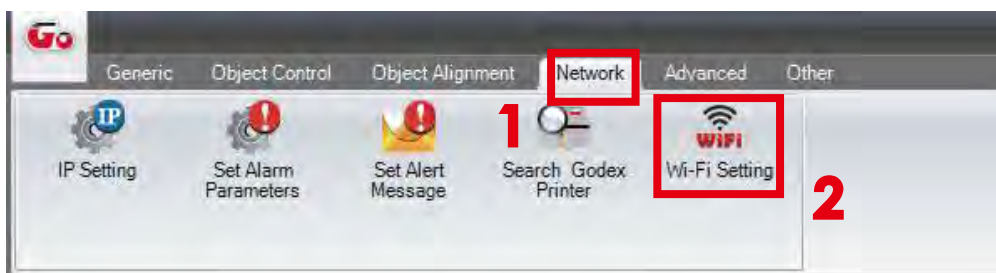 Go
Generic Object Control Object Alignment Network Advanced Other
1
IP
WiFi
IP Setting Set Alarm Parameters Set Alert Message Search Godex Printer Wi-Fi Setting
2